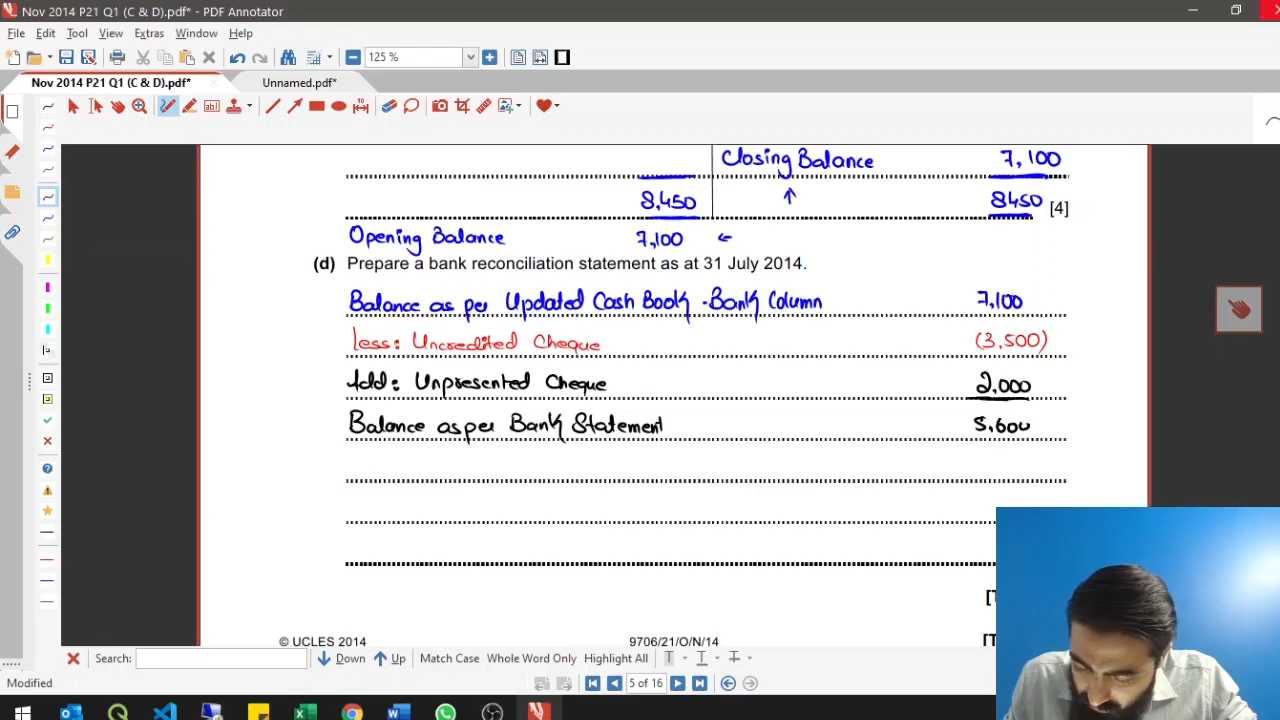 Nov 2014 P21 Q1 (C & D).pdf* - PDF Annotator
File Edit Tool View Extras Window Help
125 %
Nov 2014 P21 Q1 (C & D).pdf* Unnamed.pdf*
Closing Balance 7,100
8,450 8450 [4]
Opening Balance 7,100
(d) Prepare a bank reconciliation statement as at 31 July 2014.
Balance as per Updated Cash Book - Bank Column 7,100
less: Uncredited Cheque (3,500)
Add: Unpresented Cheque 2,000
Balance as per Bank Statement 5,600
© UCLES 2014 9706/21/O/N/14
Search: Down Up Match Case Whole Word Only Highlight All
Modified 5 of 16